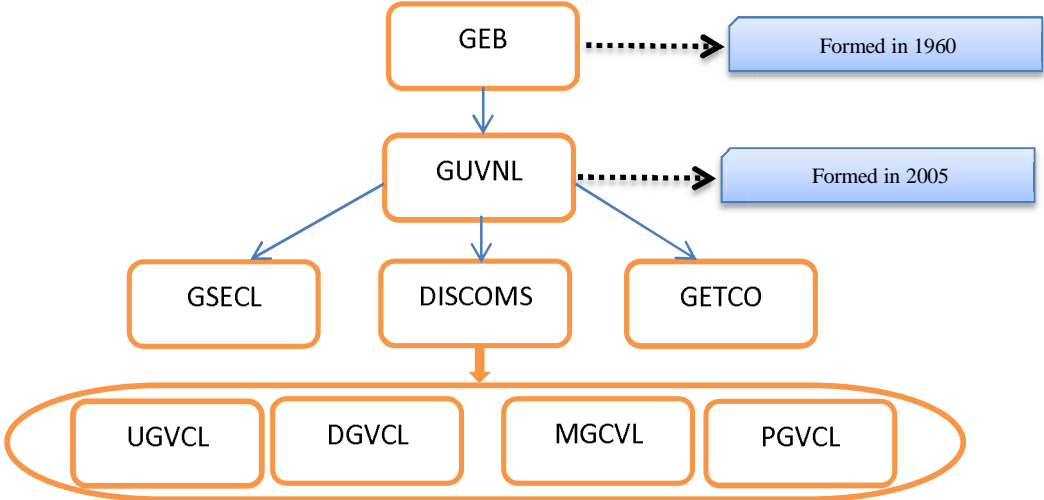 GEB
Formed in 1960
GUVNL
Formed in 2005
GSECL
DISCOMS
GETCO
UGVCL
DGVCL
MGCVL
PGVCL